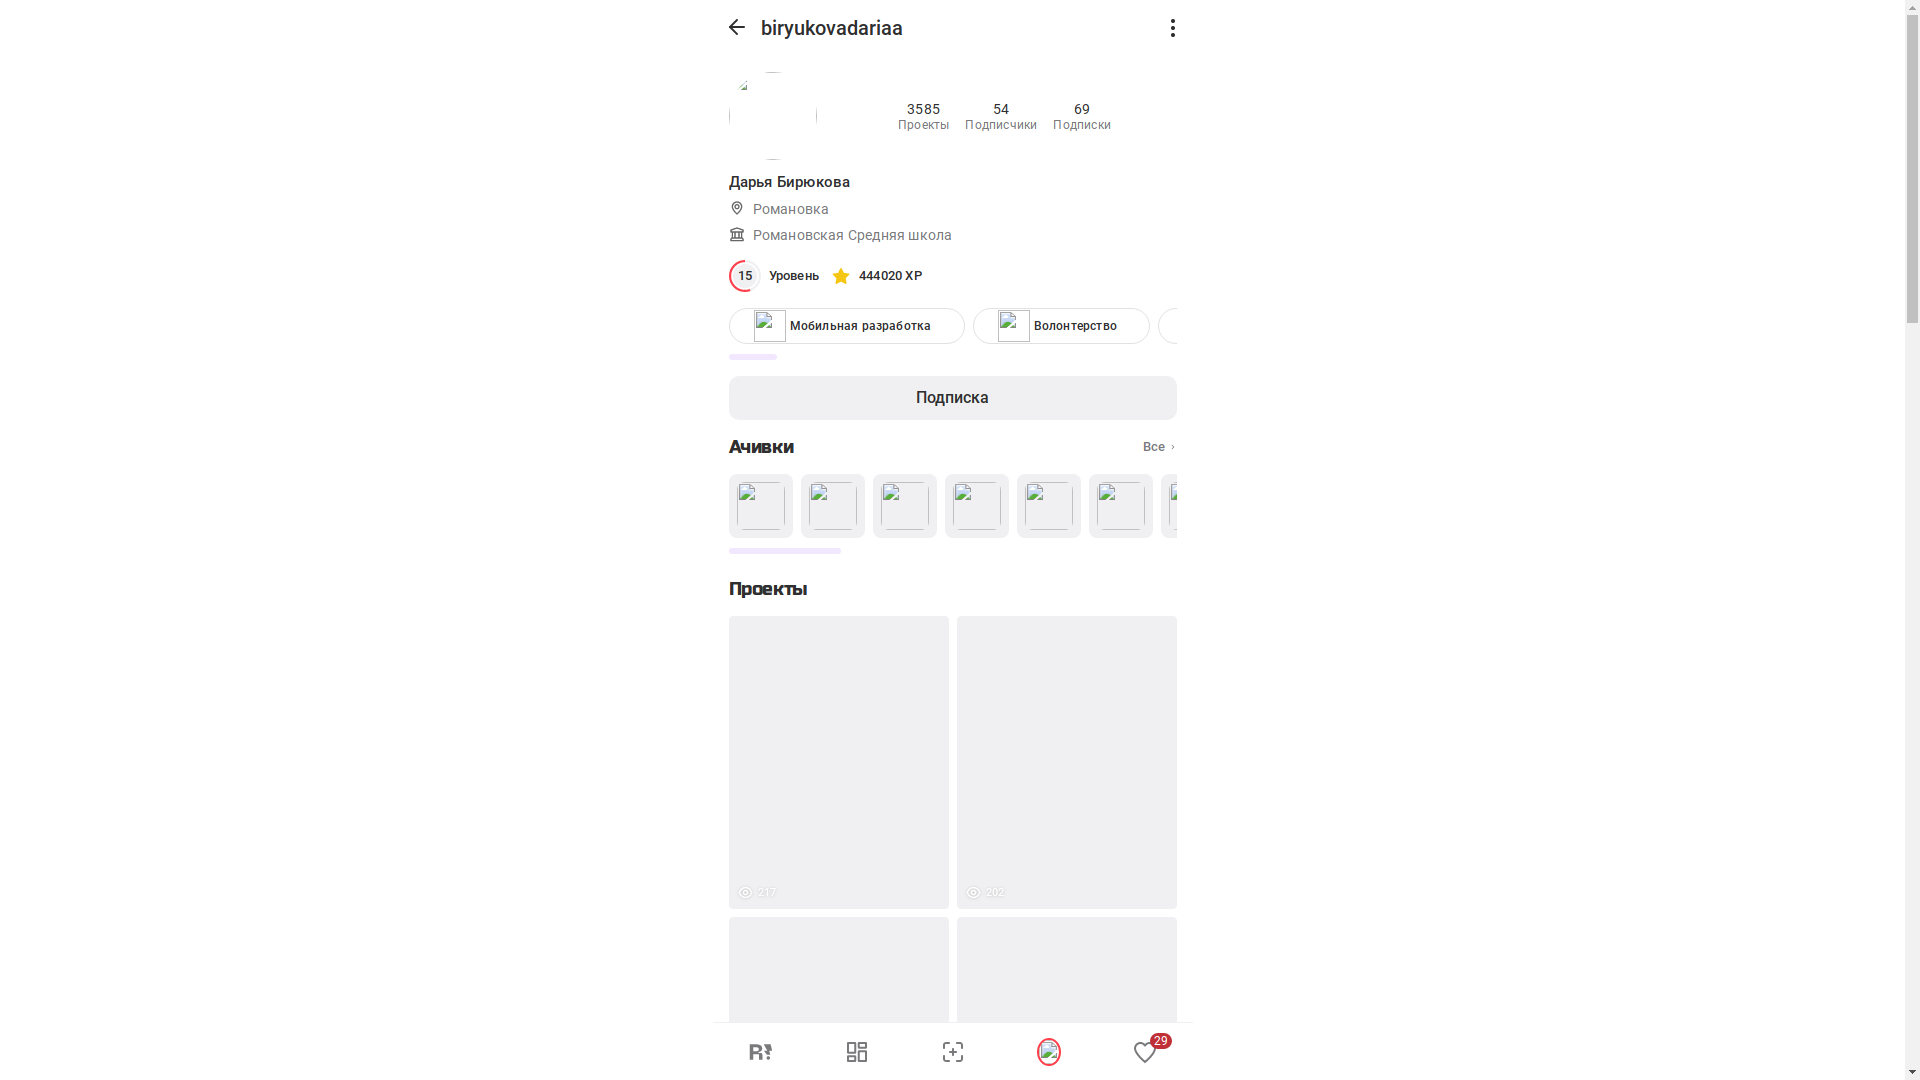 biryukovadariaa
3585
Проекты
54
Подписчики
69
Подписки
Дарья Бирюкова
Романовка
Романовская Средняя школа
15 Уровень 444020 XP
Мобильная разработка
Волонтерство
Подписка
Ачивки
Все ›
Проекты
217
202
R
29